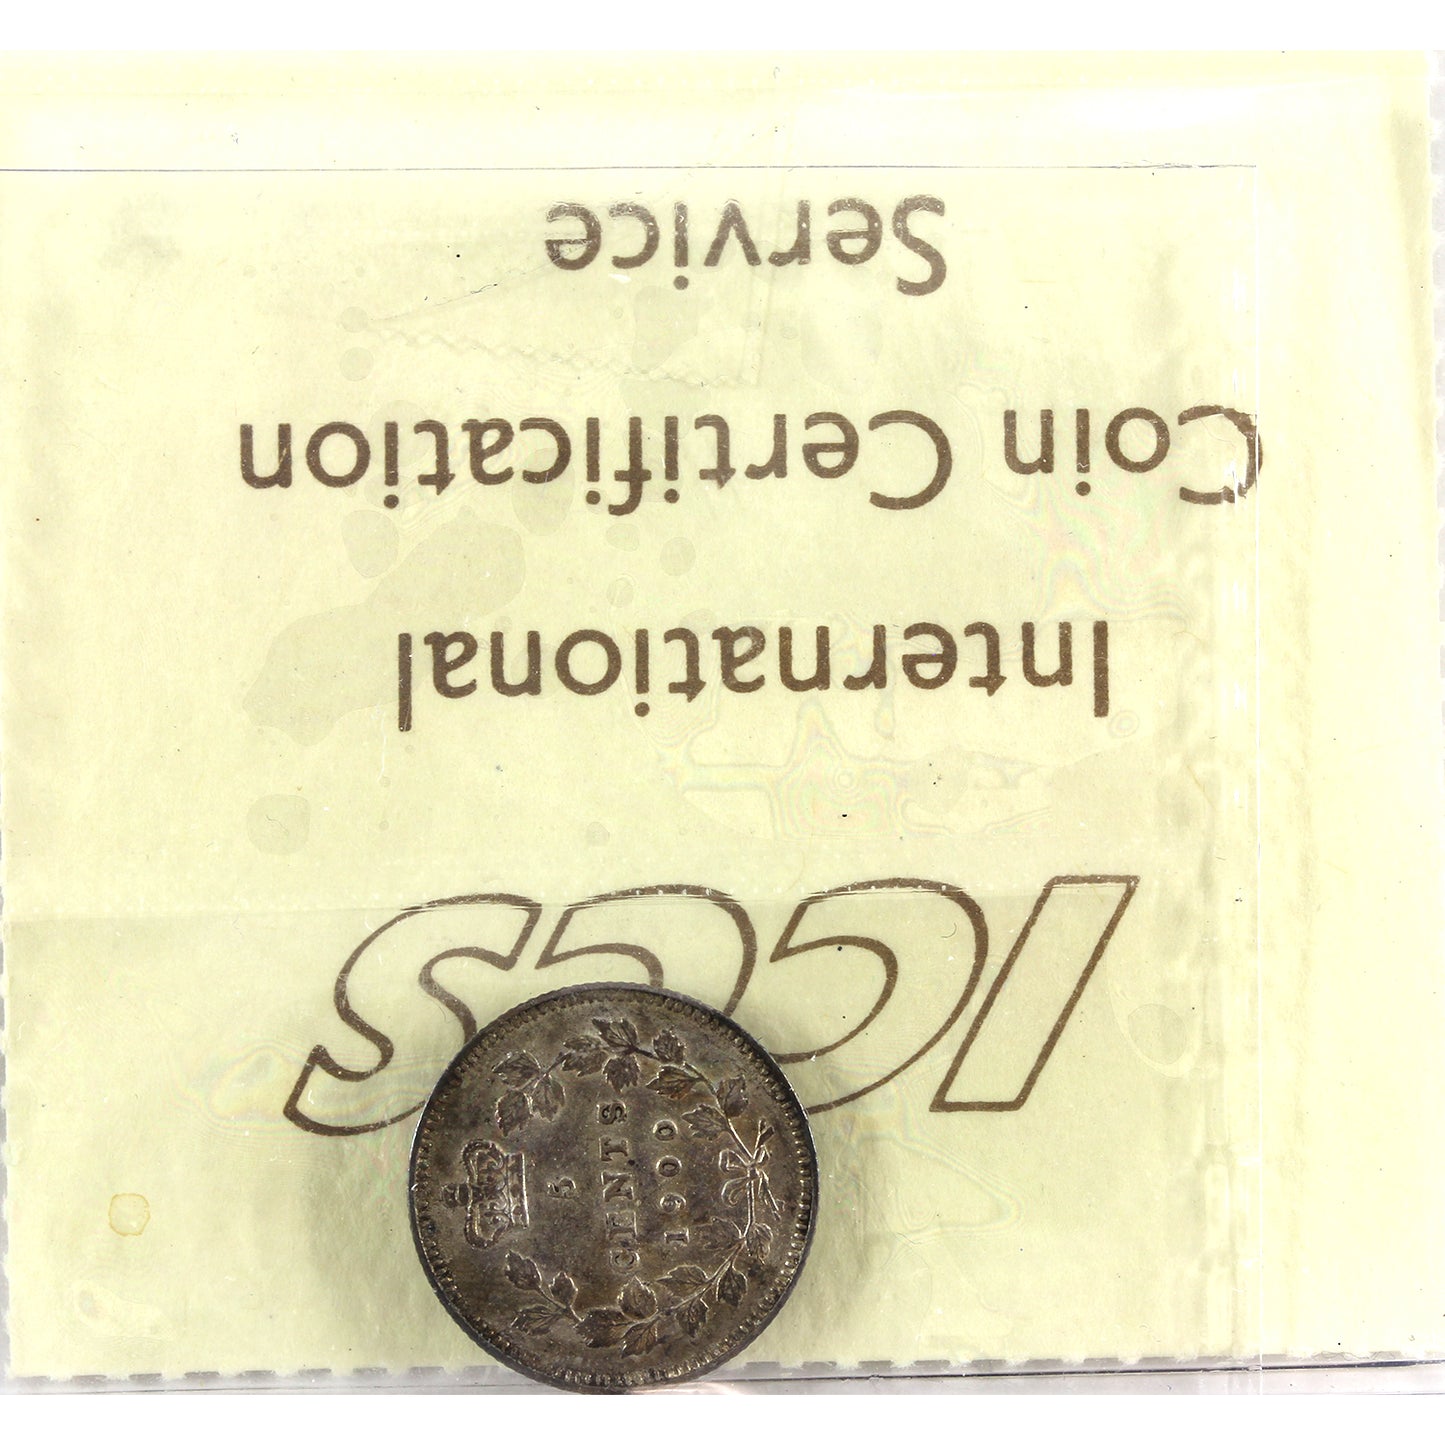 ICCS
International
Coin Certification
Service
5
CENTS
1900